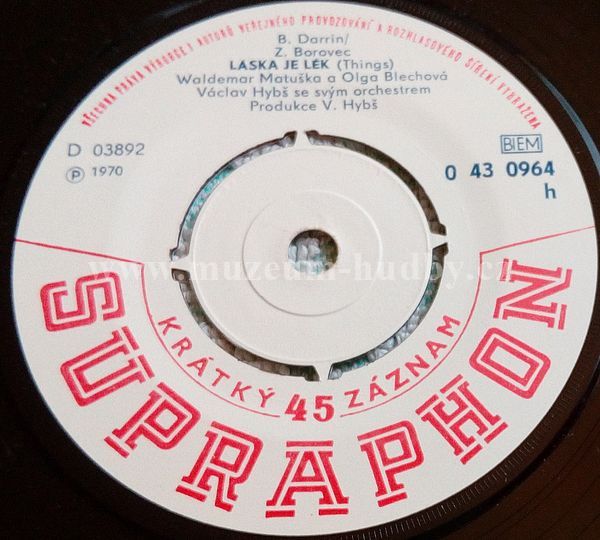 VŠECHNA PRÁVA VÝROBCE I AUTORŮ VEŘEJNÉHO PROVOZOVÁNÍ A ROZHLASOVÉHO ŠÍŘENÍ VYHRAZENA
B. Darrin/
Z. Borovec
LÁSKA JE LÉK (Things)
Waldemar Matuška a Olga Blechová
Václav Hybš se svým orchestrem
Produkce V. Hybš
D 03892
Ⓟ 1970
BIEM
0 43 0964
h
www.muzeum-hudby.cz
KRÁTKÝ 45 ZÁZNAM
SUPRAPHON